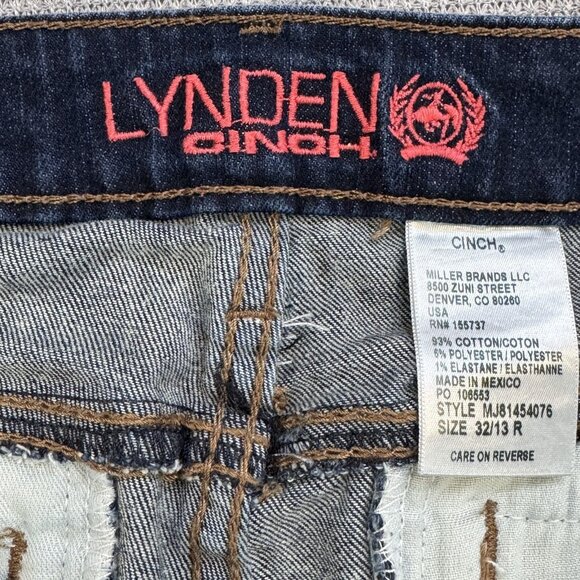 LYNDEN
CINCH
CINCH®
MILLER BRANDS LLC
8500 ZUNI STREET
DENVER, CO 80260
USA
RN# 155737
93% COTTON/COTON
6% POLYESTER / POLYESTER
1% ELASTANE / ELASTHANNE
MADE IN MEXICO
PO 106553
STYLE MJ81454076
SIZE 32/13 R
CARE ON REVERSE